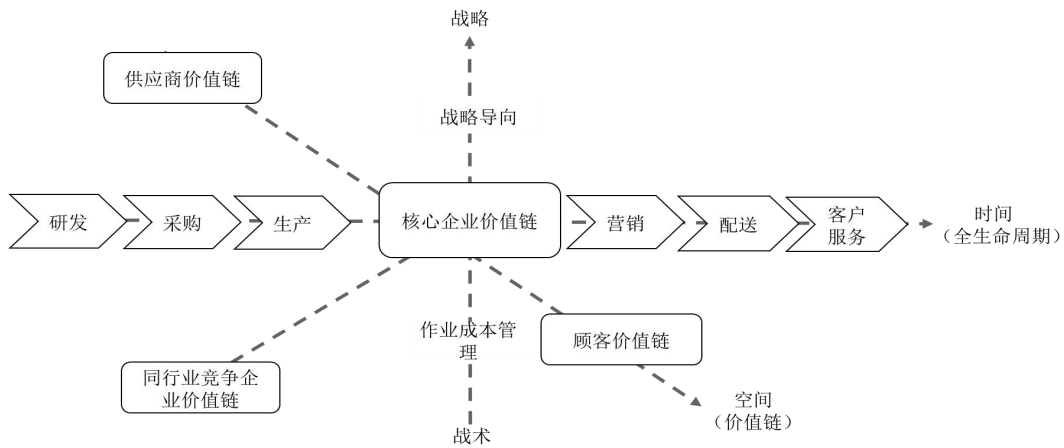 战略
供应商价值链
战略导向
研发
采购
生产
核心企业价值链
营销
配送
客户
服务
时间
（全生命周期）
作业成本管
理
顾客价值链
同行业竞争企
业价值链
空间
（价值链）
战术